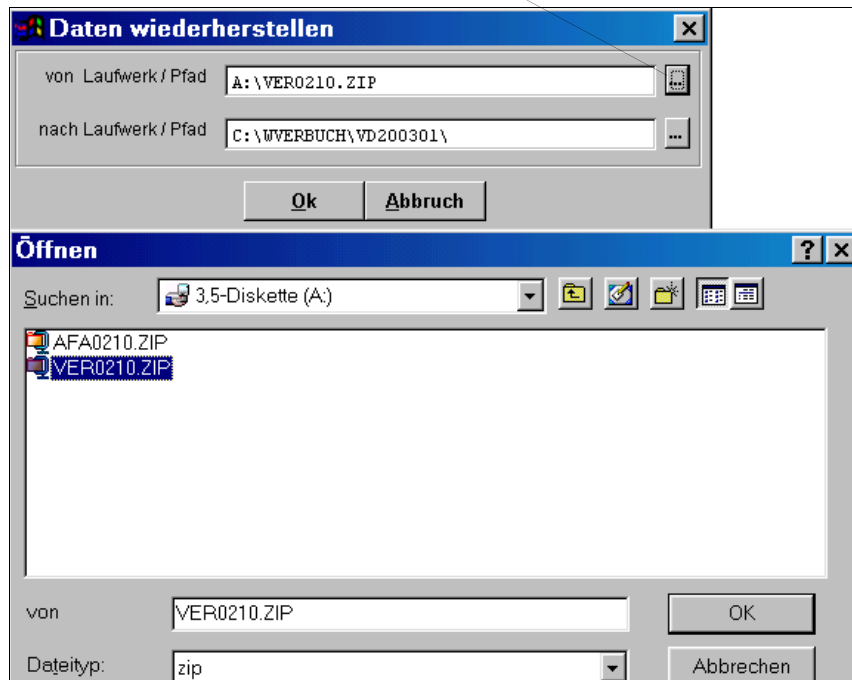 Daten wiederherstellen
von Laufwerk / Pfad A:\VER0210.ZIP ...
nach Laufwerk / Pfad C:\WVERBUCH\VD200301\ ...
Ok Abbruch
Öffnen
Suchen in: 3,5-Diskette (A:)
AFA0210.ZIP
VER0210.ZIP
von VER0210.ZIP OK
Dateityp: zip Abbrechen